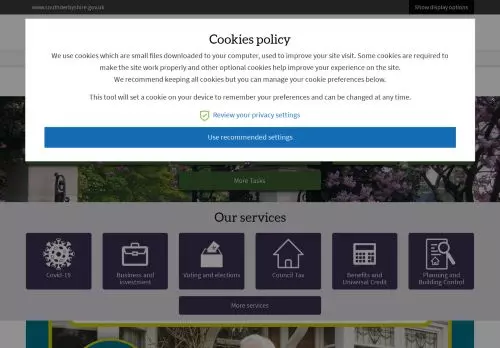 www.southderbyshire.gov.uk
Show display options
Cookies policy
We use cookies which are small files downloaded to your computer, used to improve your site visit. Some cookies are required to
make the site work properly and other optional cookies help improve your experience on the site.
We recommend keeping all cookies but you can manage your cookie preferences below.
This tool will set a cookie on your device to remember your preferences and can be changed at any time.
Review your privacy settings
Use recommended settings
More Tasks
Our services
Covid-19
Business and
investment
Voting and elections
Council Tax
Benefits and
Universal Credit
Planning and
Building Control
More services